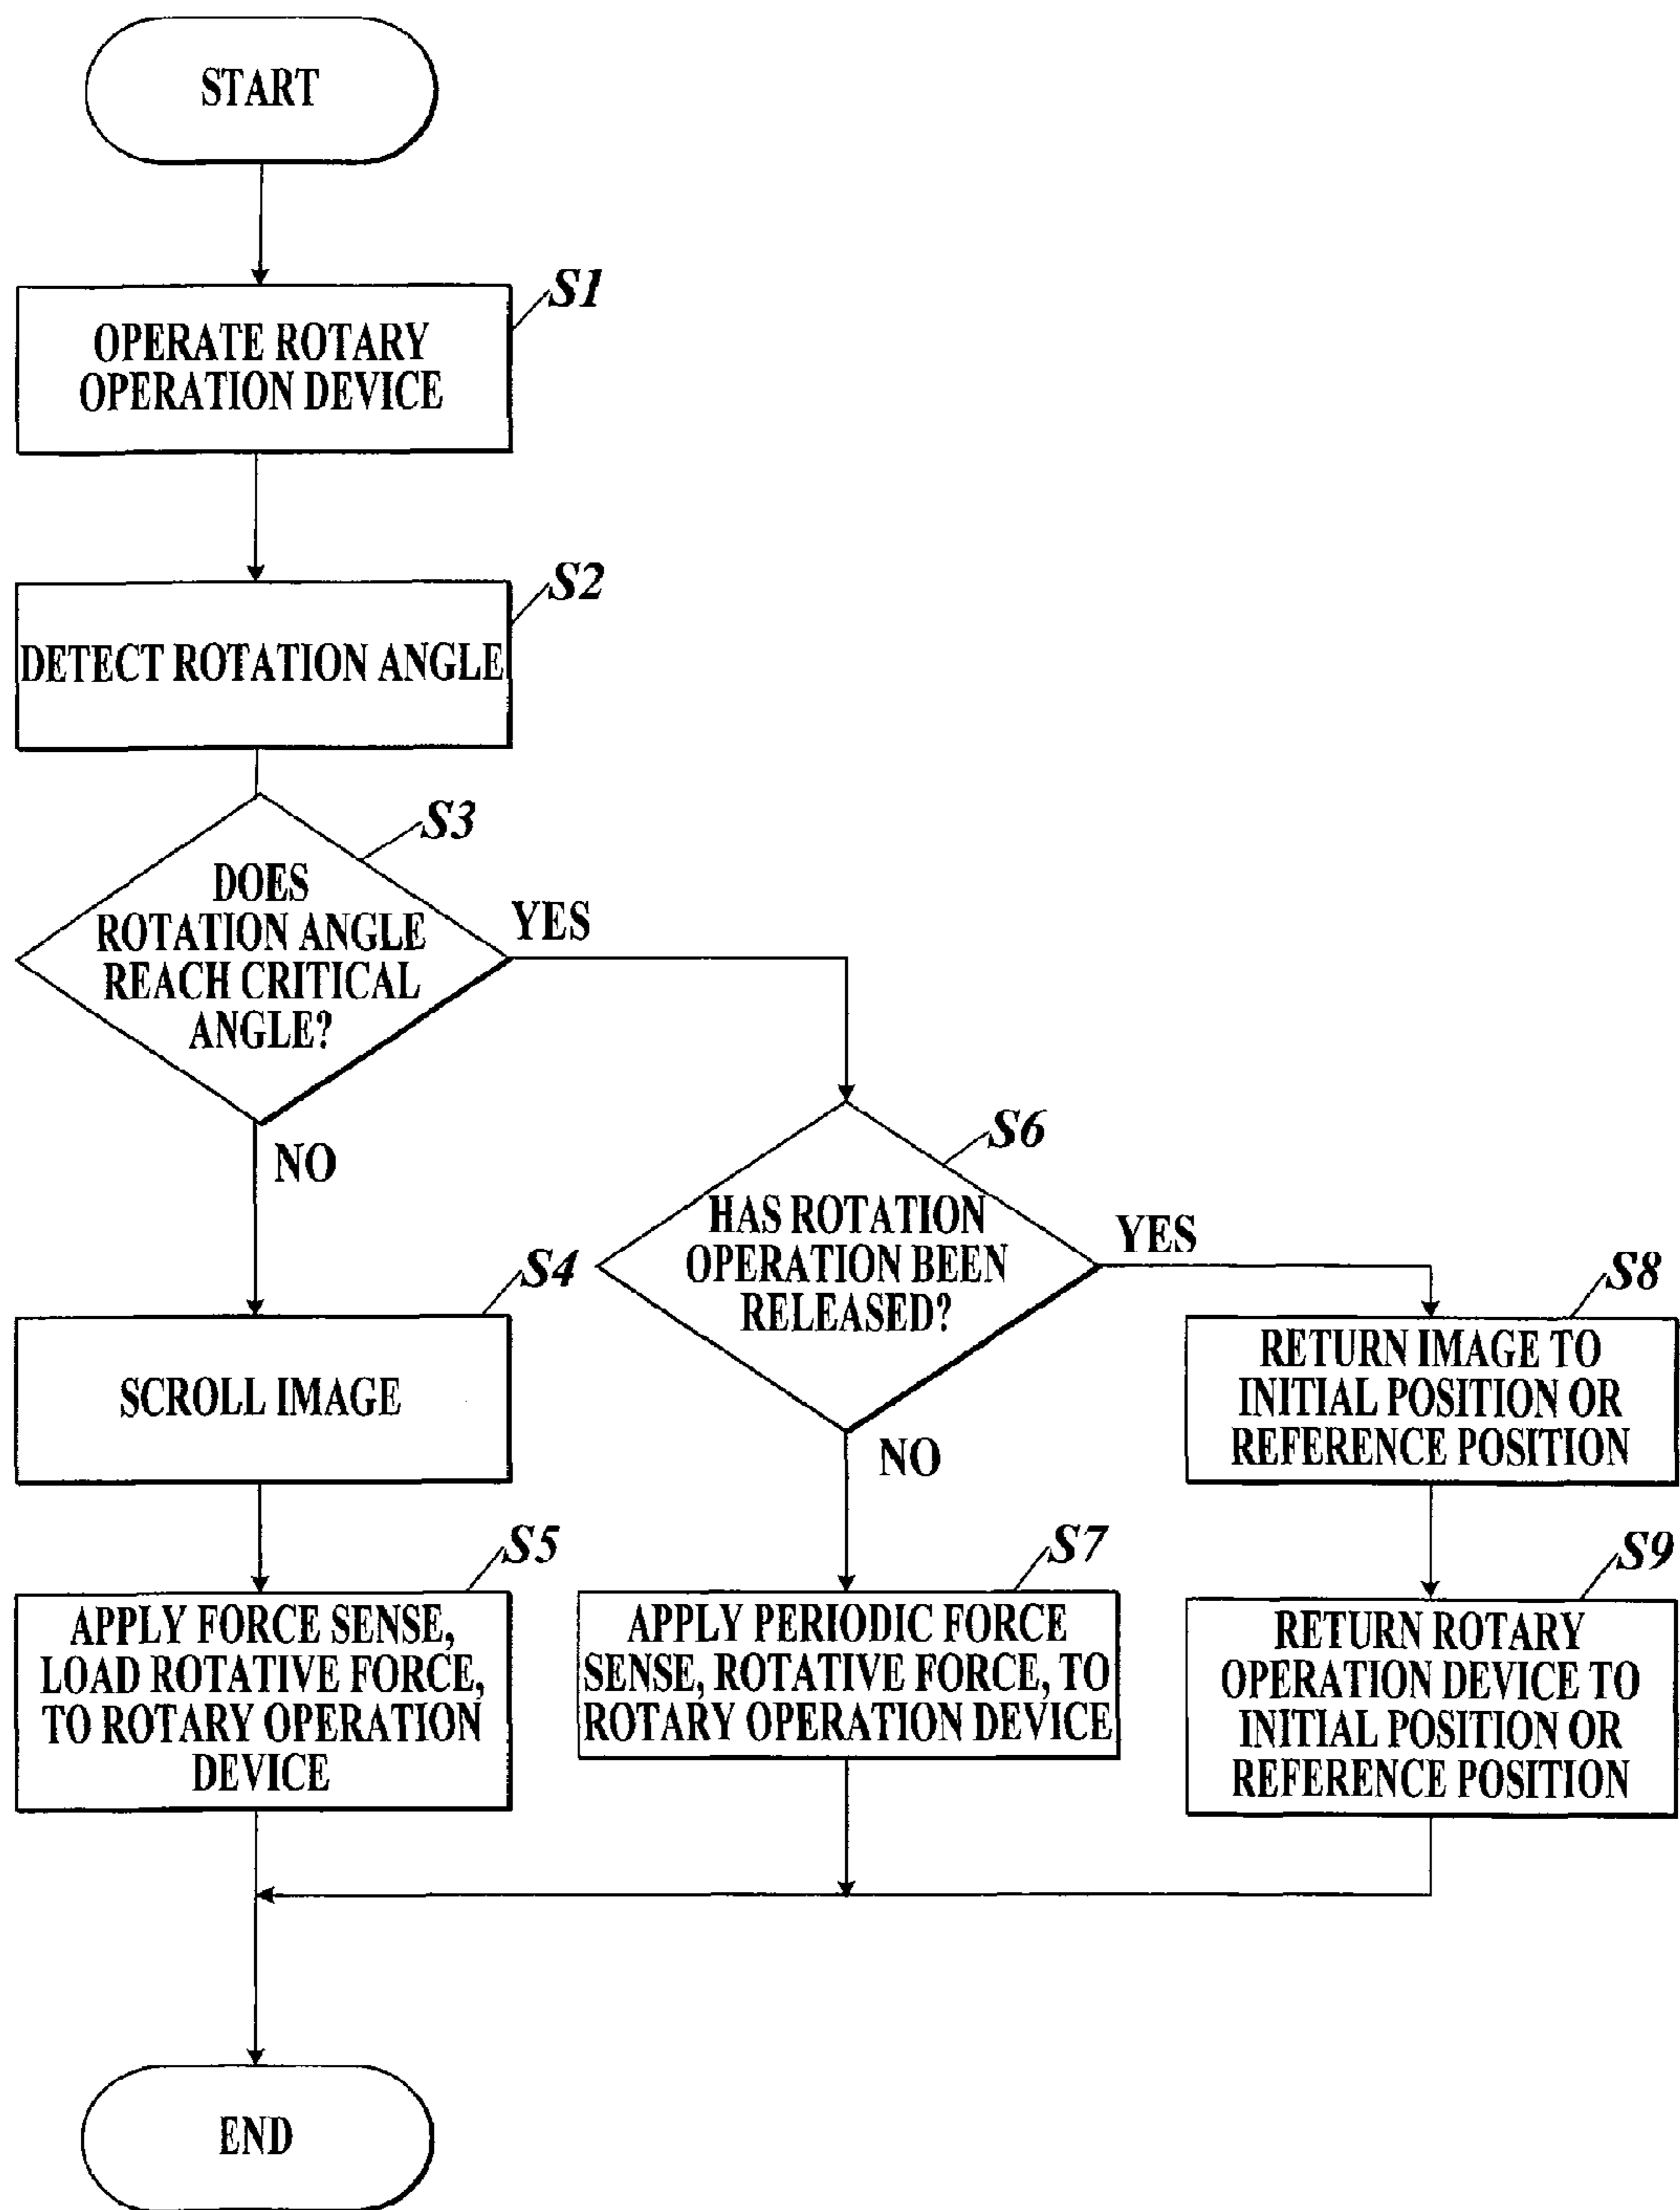 START
S1
OPERATE ROTARY
OPERATION DEVICE
S2
DETECT ROTATION ANGLE
S3
DOES
ROTATION ANGLE
REACH CRITICAL
ANGLE?
YES
NO
S6
HAS ROTATION
OPERATION BEEN
RELEASED?
YES
NO
S4
SCROLL IMAGE
S8
RETURN IMAGE TO
INITIAL POSITION OR
REFERENCE POSITION
S5
APPLY FORCE SENSE,
LOAD ROTATIVE FORCE,
TO ROTARY OPERATION
DEVICE
S7
APPLY PERIODIC FORCE
SENSE, ROTATIVE FORCE, TO
ROTARY OPERATION DEVICE
S9
RETURN ROTARY
OPERATION DEVICE TO
INITIAL POSITION OR
REFERENCE POSITION
END